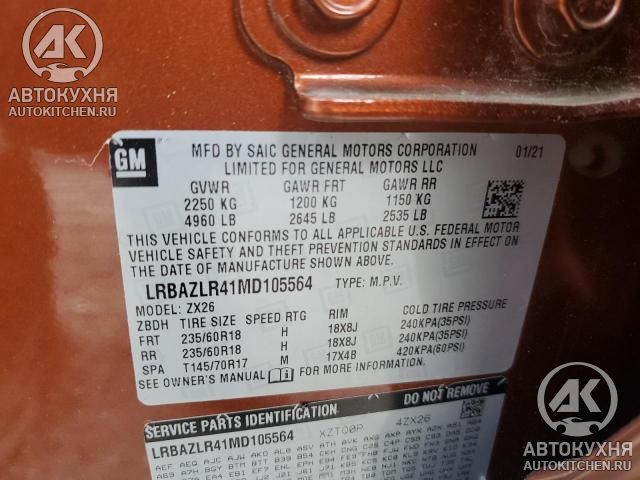 АК
АВТОКУХНЯ
AUTOKITCHEN.RU
GM
MFD BY SAIC GENERAL MOTORS CORPORATION 01/21
LIMITED FOR GENERAL MOTORS LLC
GVWR GAWR FRT GAWR RR
2250 KG 1200 KG 1150 KG
4960 LB 2645 LB 2535 LB
THIS VEHICLE CONFORMS TO ALL APPLICABLE U.S. FEDERAL MOTOR
VEHICLE SAFETY AND THEFT PREVENTION STANDARDS IN EFFECT ON
THE DATE OF MANUFACTURE SHOWN ABOVE.
LRBAZLR41MD105564 TYPE: M.P.V.
MODEL: ZX26
ZBDH TIRE SIZE SPEED RTG RIM COLD TIRE PRESSURE
FRT 235/60R18 H 18X8J 240KPA(35PSI)
RR 235/60R18 H 18X8J 240KPA(35PSI)
SPA T145/70R17 M 17X4B 420KPA(60PSI)
SEE OWNER'S MANUAL FOR MORE INFORMATION.
SERVICE PARTS IDENTIFICATION DO NOT REMOVE
LRBAZLR41MD105564 XZTQ0P 4ZX26
АК
АВТОКУХНЯ
AUTOKITCHEN.RU